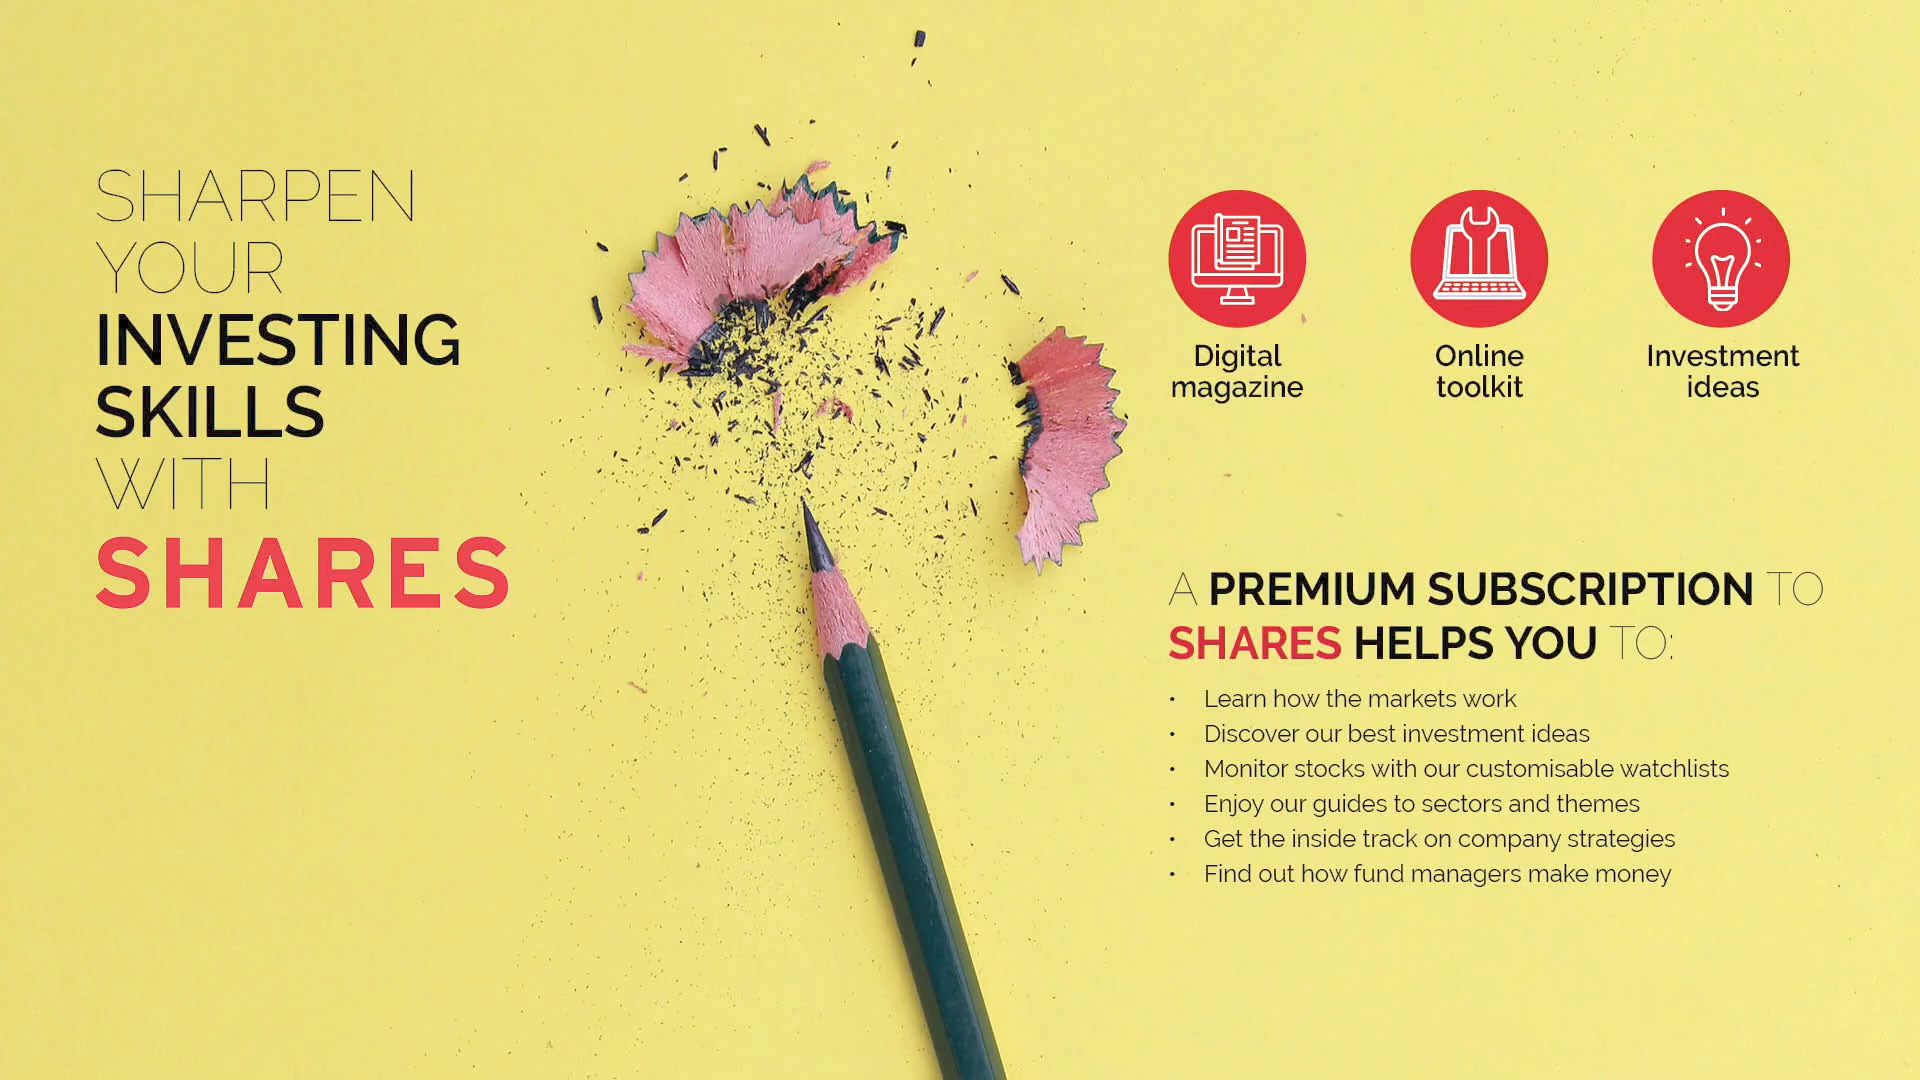 SHARPEN
YOUR
INVESTING
SKILLS
WITH
SHARES
Digital
magazine
Online
toolkit
Investment
ideas
A PREMIUM SUBSCRIPTION TO
SHARES HELPS YOU TO:
• Learn how the markets work
• Discover our best investment ideas
• Monitor stocks with our customisable watchlists
• Enjoy our guides to sectors and themes
• Get the inside track on company strategies
• Find out how fund managers make money